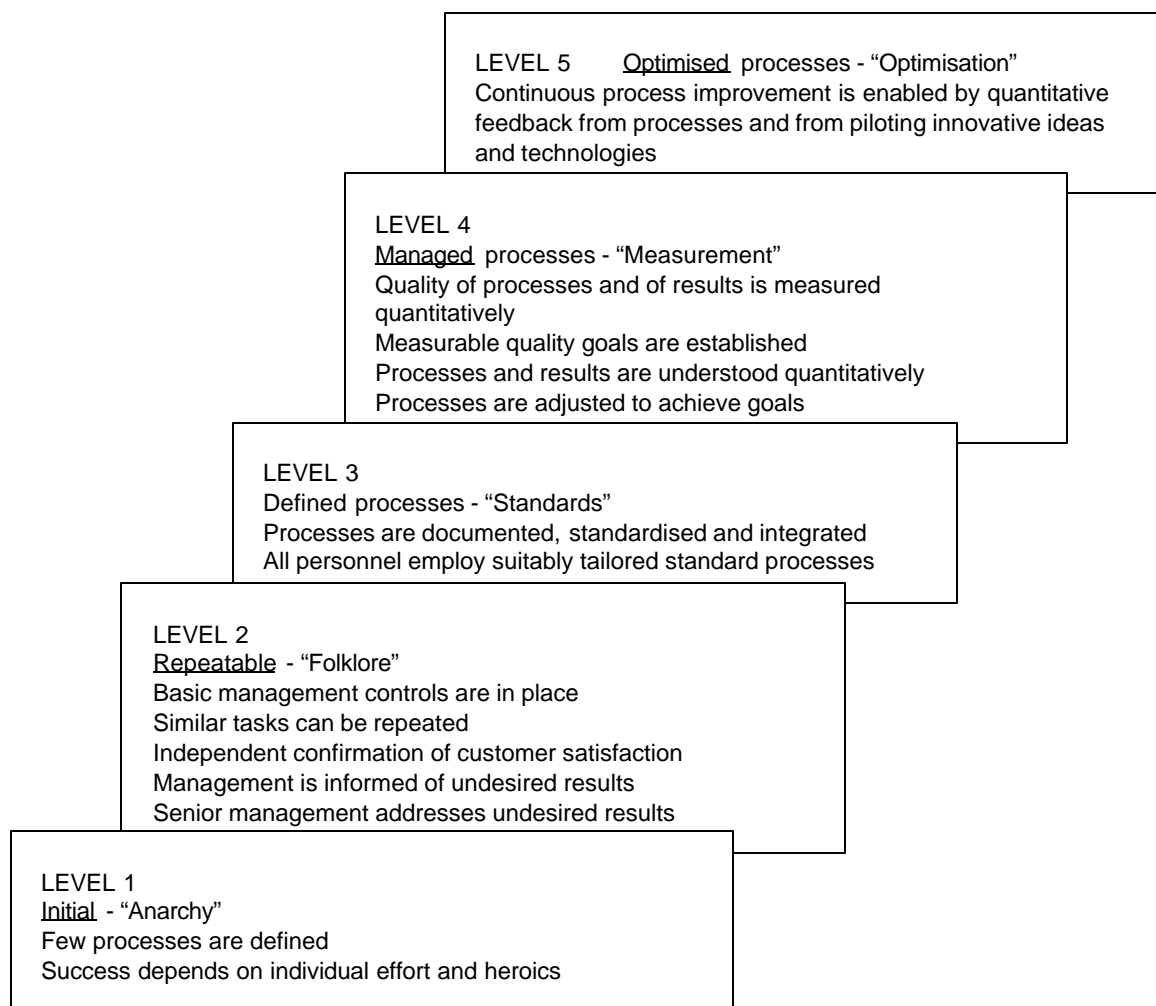 LEVEL 5 Optimised processes - “Optimisation”
Continuous process improvement is enabled by quantitative
feedback from processes and from piloting innovative ideas
and technologies
LEVEL 4
Managed processes - “Measurement”
Quality of processes and of results is measured
quantitatively
Measurable quality goals are established
Processes and results are understood quantitatively
Processes are adjusted to achieve goals
LEVEL 3
Defined processes - “Standards”
Processes are documented, standardised and integrated
All personnel employ suitably tailored standard processes
LEVEL 2
Repeatable - “Folklore”
Basic management controls are in place
Similar tasks can be repeated
Independent confirmation of customer satisfaction
Management is informed of undesired results
Senior management addresses undesired results
LEVEL 1
Initial - “Anarchy”
Few processes are defined
Success depends on individual effort and heroics